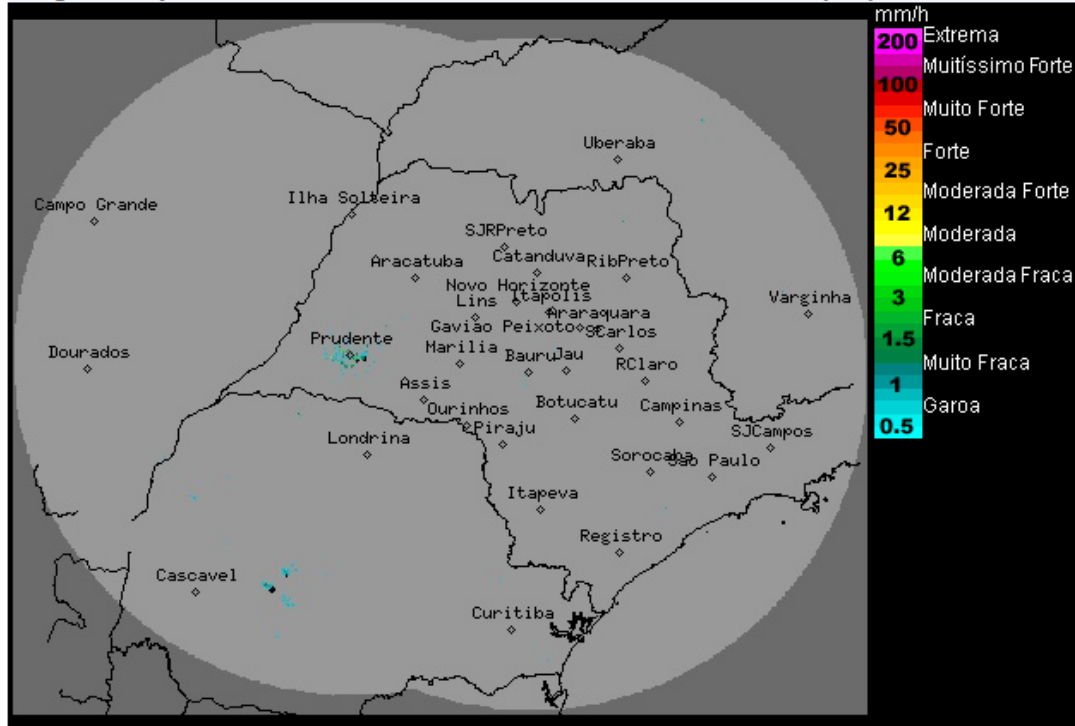 mm/h
200 Extrema
Muitíssimo Forte
100
Muito Forte
50
Forte
25
Moderada Forte
12
Moderada
6
Moderada Fraca
3
Fraca
1.5
Muito Fraca
1
Garoa
0.5
Uberaba
Campo Grande
Ilha Solteira
SJRPreto
Aracatuba
Catanduva
RibPreto
Novo Horizonte
Lins
Itapolis
Varginha
Araraquara
Gavião Peixoto
SCarlos
Prudente
Marilia
Dourados
Bauru
Jau
RClaro
Assis
Ourinhos
Botucatu
Campinas
Piraju
Londrina
SJCampos
Sorocaba
Sao Paulo
Itapeva
Registro
Cascavel
Curitiba